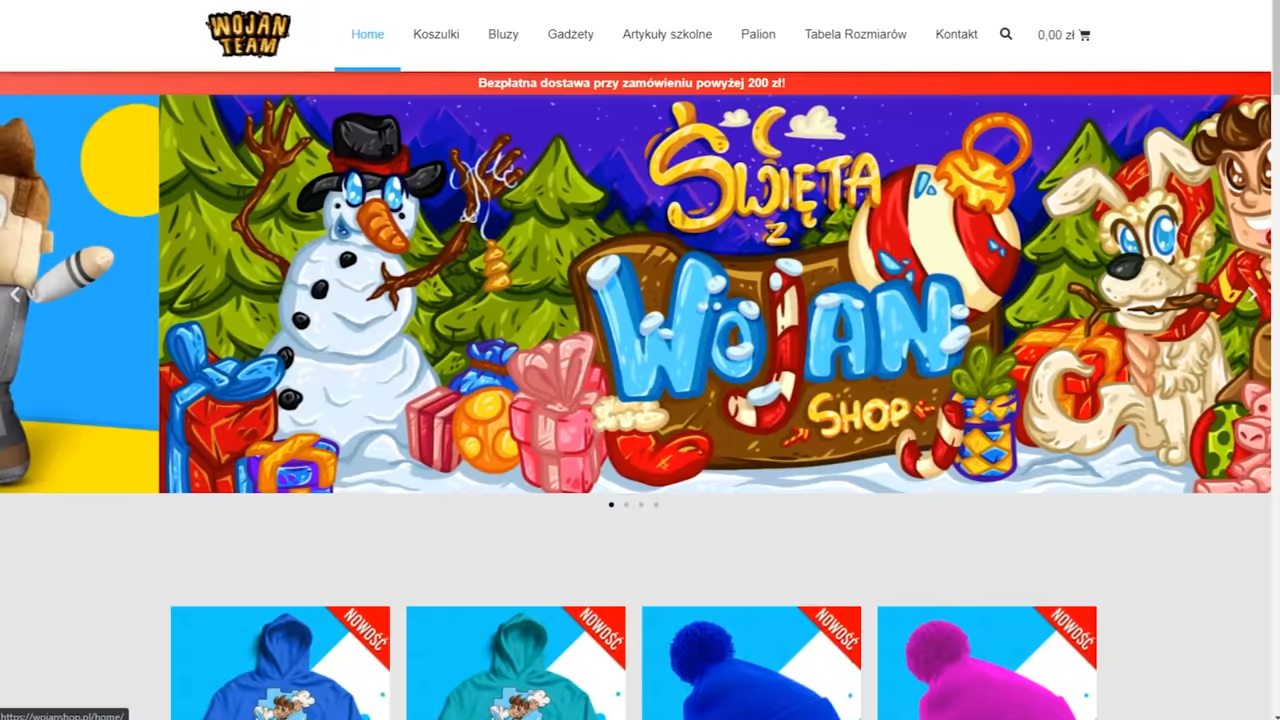 WOJAN
TEAM
Home
Koszulki
Bluzy
Gadżety
Artykuły szkolne
Palion
Tabela Rozmiarów
Kontakt
0,00 zł
Bezpłatna dostawa przy zamówieniu powyżej 200 zł!
ŚWIĘTA
Z
WOJAN
SHOP
NOWOŚĆ
NOWOŚĆ
NOWOŚĆ
NOWOŚĆ
https://wojanshop.pl/home/